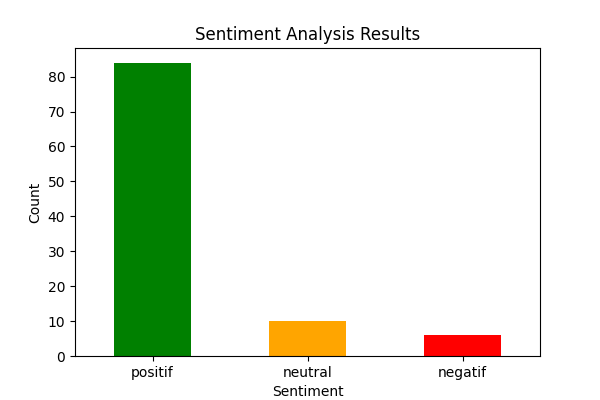 Sentiment Analysis Results
Count
80
70
60
50
40
30
20
10
0
positif neutral negatif
Sentiment